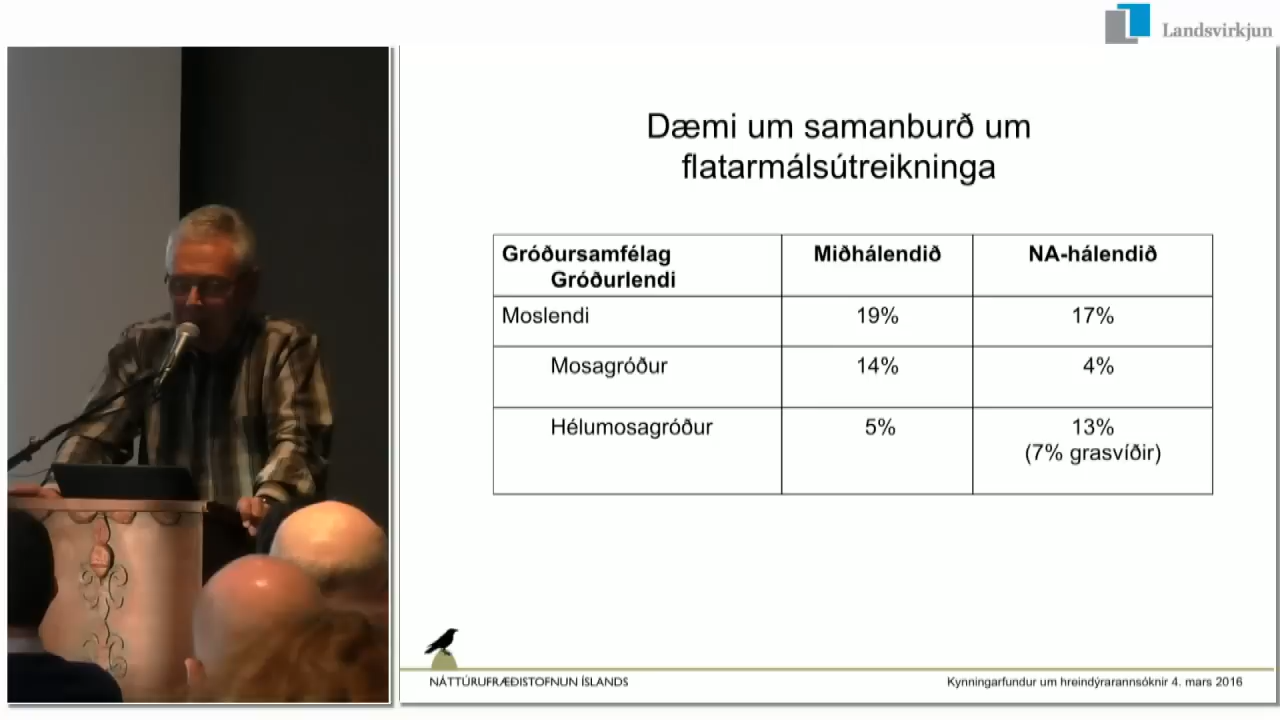 Landsvirkjun
Dæmi um samanburð um
flatarmálsútreikninga
Gróðursamfélag
Gróðurlendi
Miðhálendið
NA-hálendið
Moslendi
19%
17%
Mosagróður
14%
4%
Hélumosagróður
5%
13%
(7% grasvíðir)
NÁTTÚRUFRÆÐISTOFNUN ÍSLANDS
Kynningarfundur um hreindýrarannsóknir 4. mars 2016